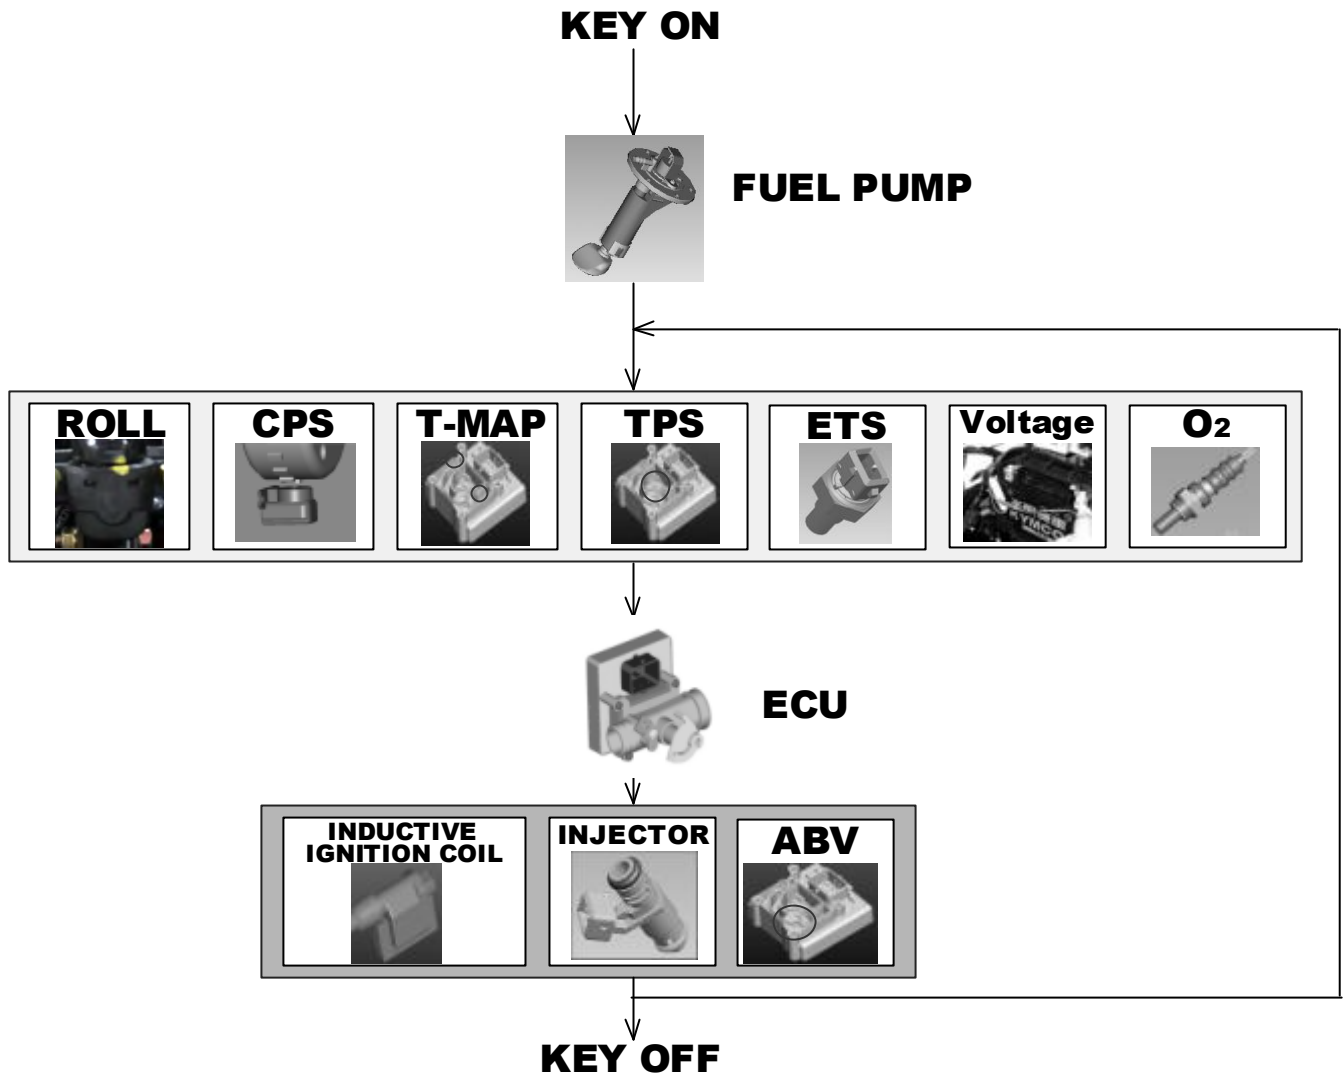 KEY ON
FUEL PUMP
ROLL
CPS
T-MAP
TPS
ETS
Voltage
O2
ECU
INDUCTIVE
IGNITION COIL
INJECTOR
ABV
KEY OFF